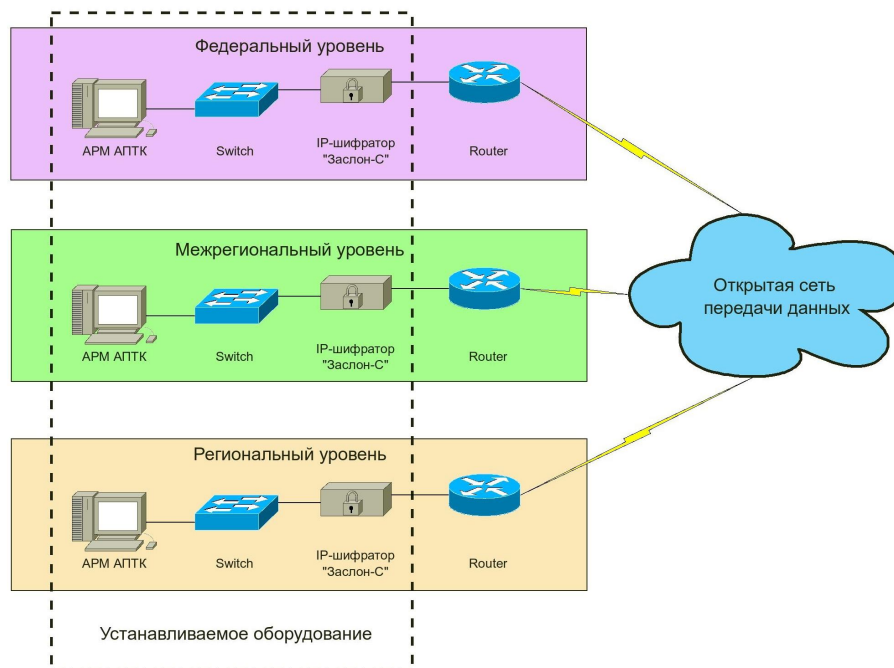 Федеральный уровень
АРМ АПТК
Switch
IP-шифратор
"Заслон-С"
Router
Межрегиональный уровень
АРМ АПТК
Switch
IP-шифратор
"Заслон-С"
Router
Открытая сеть
передачи данных
Региональный уровень
АРМ АПТК
Switch
IP-шифратор
"Заслон-С"
Router
Устанавливаемое оборудование